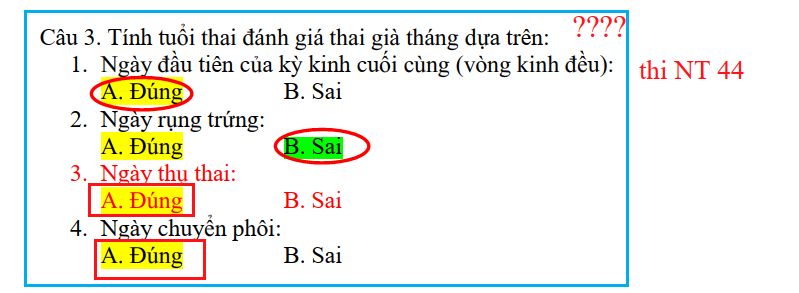 Câu 3. Tính tuổi thai đánh giá thai già tháng dựa trên: ????
1. Ngày đầu tiên của kỳ kinh cuối cùng (vòng kinh đều): thi NT 44
A. Đúng B. Sai
2. Ngày rụng trứng:
A. Đúng B. Sai
3. Ngày thụ thai:
A. Đúng B. Sai
4. Ngày chuyển phôi:
A. Đúng B. Sai